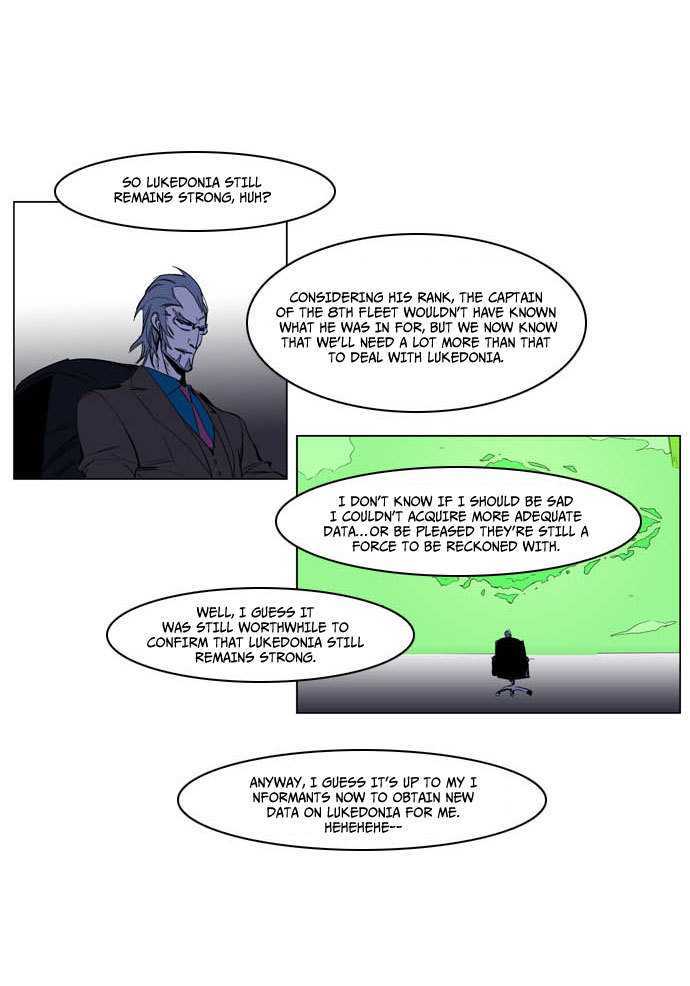 SO LUKEDONIA STILL
REMAINS STRONG, HUH?
CONSIDERING HIS RANK, THE CAPTAIN
OF THE 8TH FLEET WOULDN'T HAVE KNOWN
WHAT HE WAS IN FOR, BUT WE NOW KNOW
THAT WE'LL NEED A LOT MORE THAN THAT
TO DEAL WITH LUKEDONIA.
I DON'T KNOW IF I SHOULD BE SAD
I COULDN'T ACQUIRE MORE ADEQUATE
DATA...OR BE PLEASED THEY'RE STILL A
FORCE TO BE RECKONED WITH.
WELL, I GUESS IT
WAS STILL WORTHWHILE TO
CONFIRM THAT LUKEDONIA STILL
REMAINS STRONG.
ANYWAY, I GUESS IT'S UP TO MY I
NFORMANTS NOW TO OBTAIN NEW
DATA ON LUKEDONIA FOR ME.
HEHEHEHE--